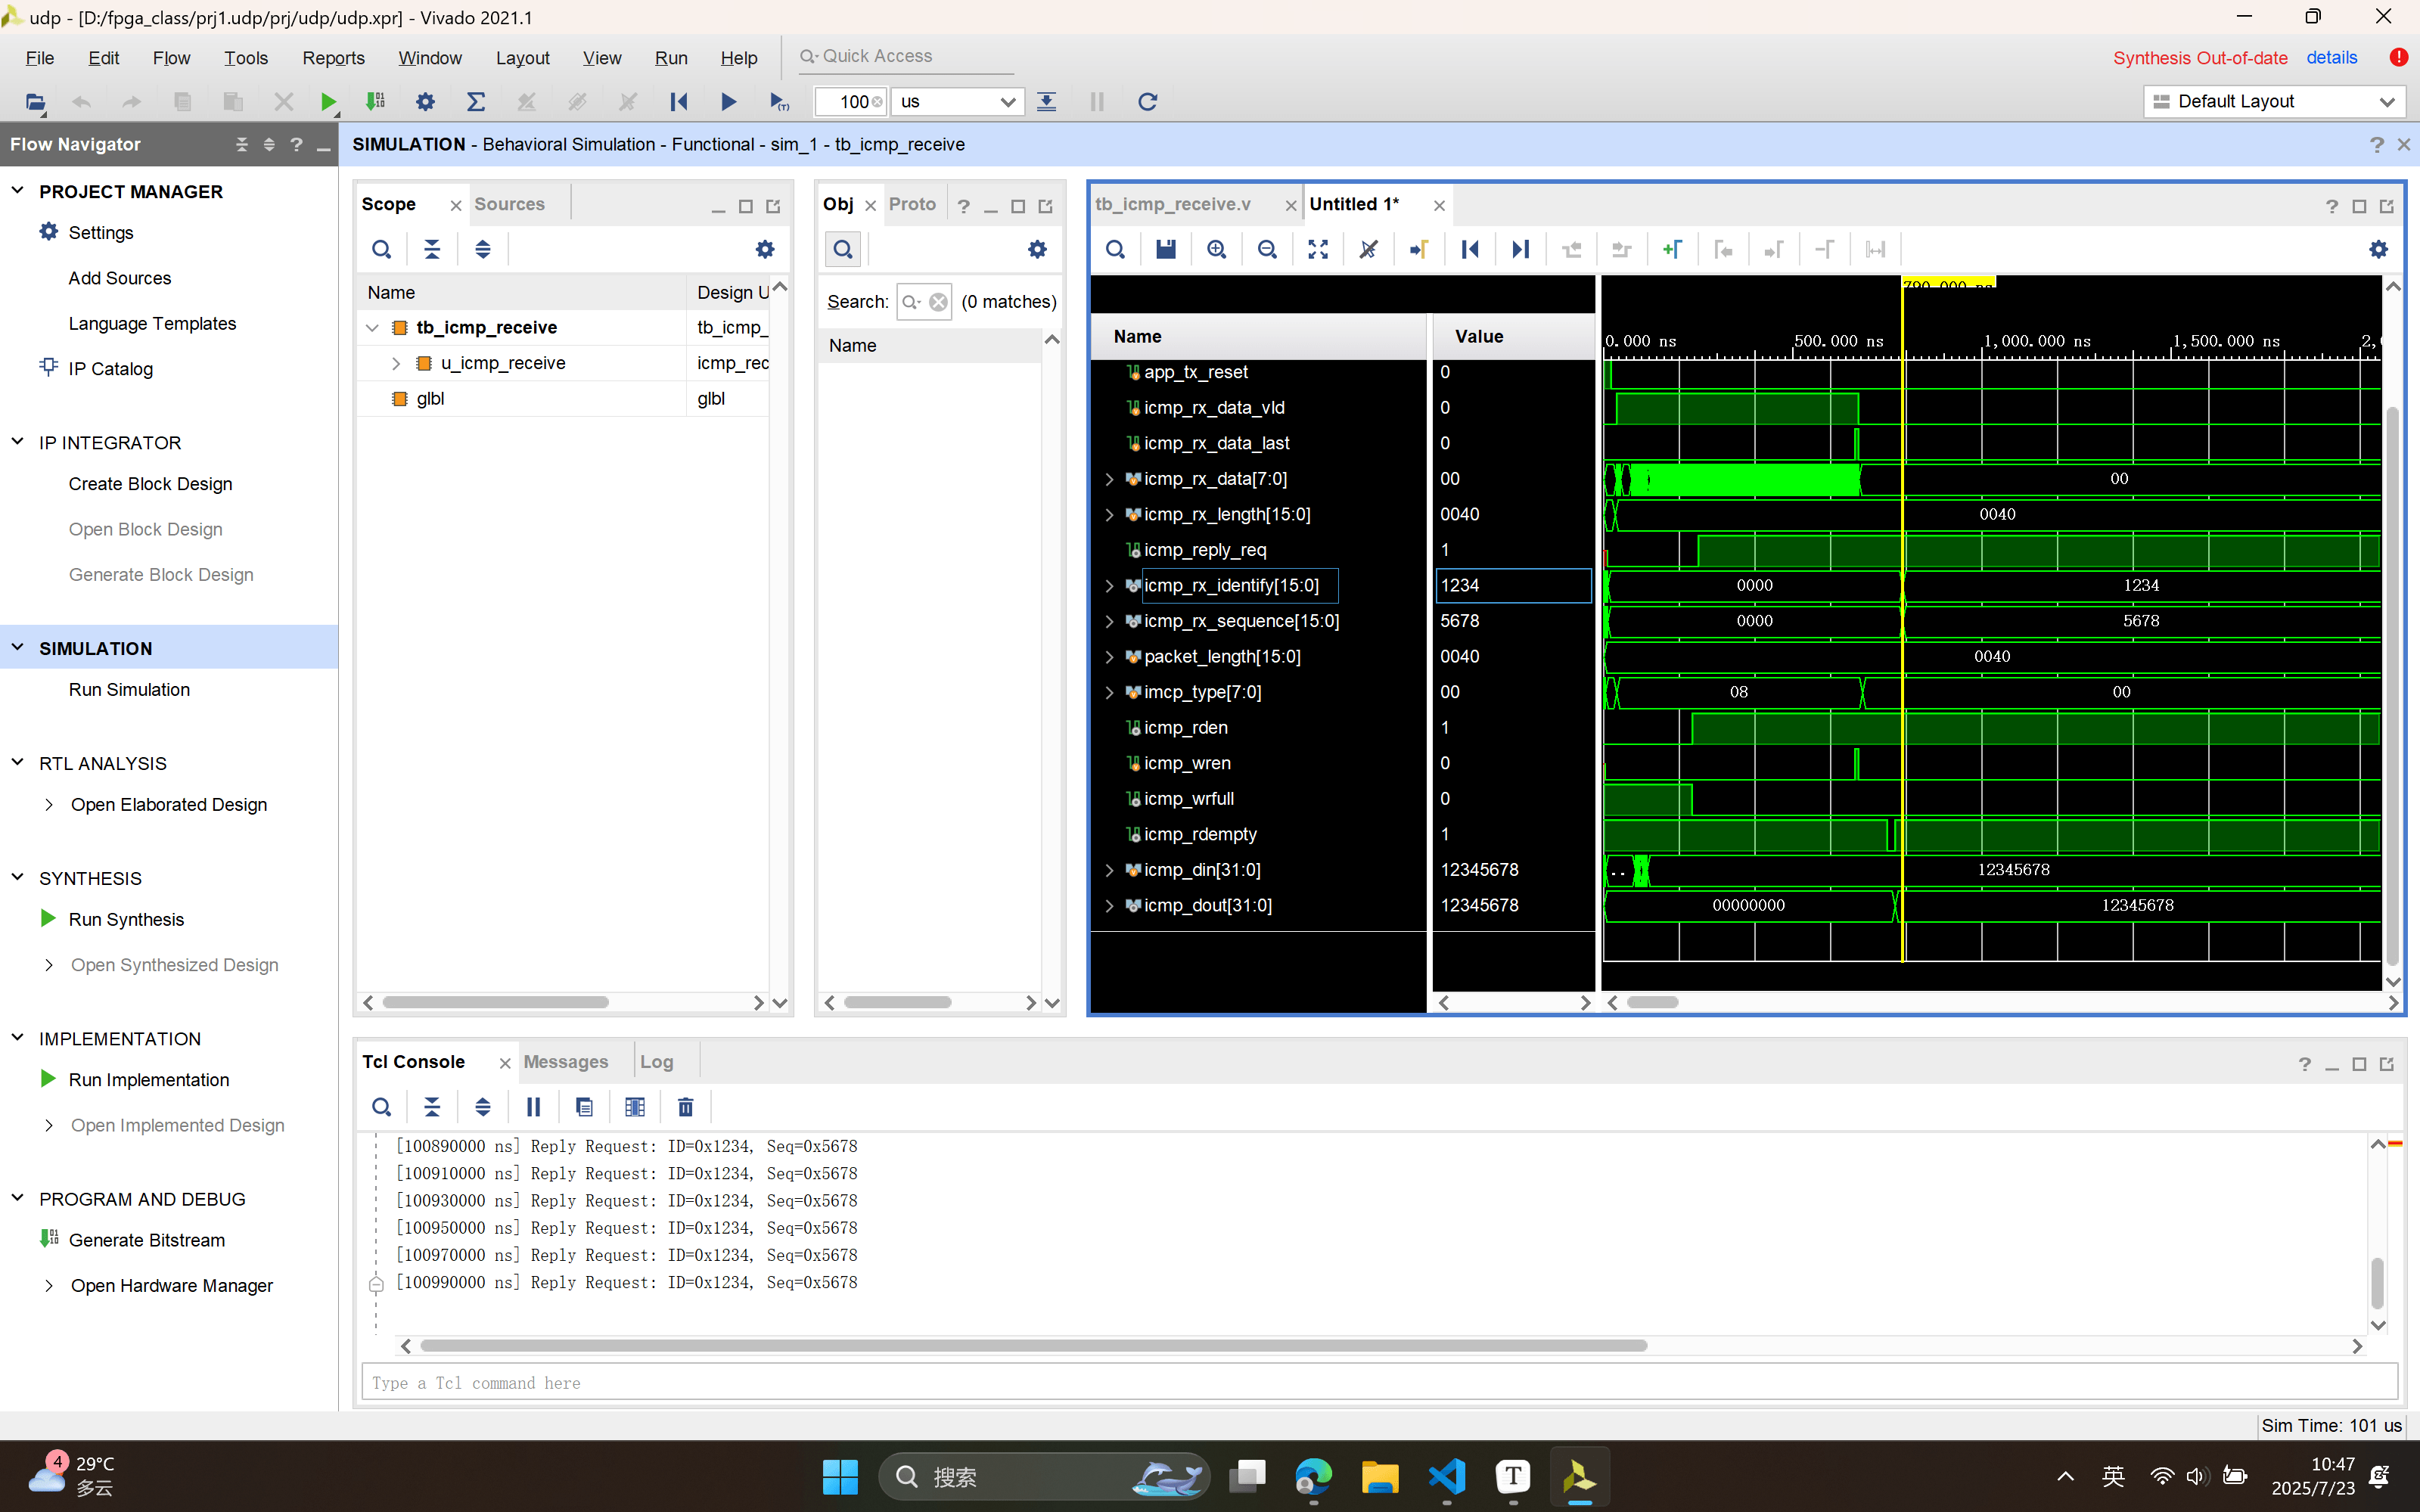 udp - [D:/fpga_class/prj1.udp/prj/udp/udp.xpr] - Vivado 2021.1
File Edit Flow Tools Reports Window Layout View Run Help Quick Access
Synthesis Out-of-date details
100 us
Default Layout
Flow Navigator
SIMULATION - Behavioral Simulation - Functional - sim_1 - tb_icmp_receive
PROJECT MANAGER
Settings
Add Sources
Language Templates
IP Catalog
IP INTEGRATOR
Create Block Design
Open Block Design
Generate Block Design
SIMULATION
Run Simulation
RTL ANALYSIS
Open Elaborated Design
SYNTHESIS
Run Synthesis
Open Synthesized Design
IMPLEMENTATION
Run Implementation
Open Implemented Design
PROGRAM AND DEBUG
Generate Bitstream
Open Hardware Manager
Scope Sources
Name Design U
tb_icmp_receive tb_icmp_
u_icmp_receive icmp_rec
glbl glbl
Obj Proto
Search: (0 matches)
Name
tb_icmp_receive.v Untitled 1*
790.000 ns
Name Value
0.000 ns 500.000 ns 1,000.000 ns 1,500.000 ns 2,
app_tx_reset 0
icmp_rx_data_vld 0
icmp_rx_data_last 0
icmp_rx_data[7:0] 00 00
icmp_rx_length[15:0] 0040 0040
icmp_reply_req 1
icmp_rx_identify[15:0] 1234 0000 1234
icmp_rx_sequence[15:0] 5678 0000 5678
packet_length[15:0] 0040 0040
imcp_type[7:0] 00 08 00
icmp_rden 1
icmp_wren 0
icmp_wrfull 0
icmp_rdempty 1
icmp_din[31:0] 12345678 .. 12345678
icmp_dout[31:0] 12345678 00000000 12345678
Tcl Console Messages Log
[100890000 ns] Reply Request: ID=0x1234, Seq=0x5678
[100910000 ns] Reply Request: ID=0x1234, Seq=0x5678
[100930000 ns] Reply Request: ID=0x1234, Seq=0x5678
[100950000 ns] Reply Request: ID=0x1234, Seq=0x5678
[100970000 ns] Reply Request: ID=0x1234, Seq=0x5678
[100990000 ns] Reply Request: ID=0x1234, Seq=0x5678
Type a Tcl command here
Sim Time: 101 us
4
29°C
多云
搜索
英
10:47
2025/7/23